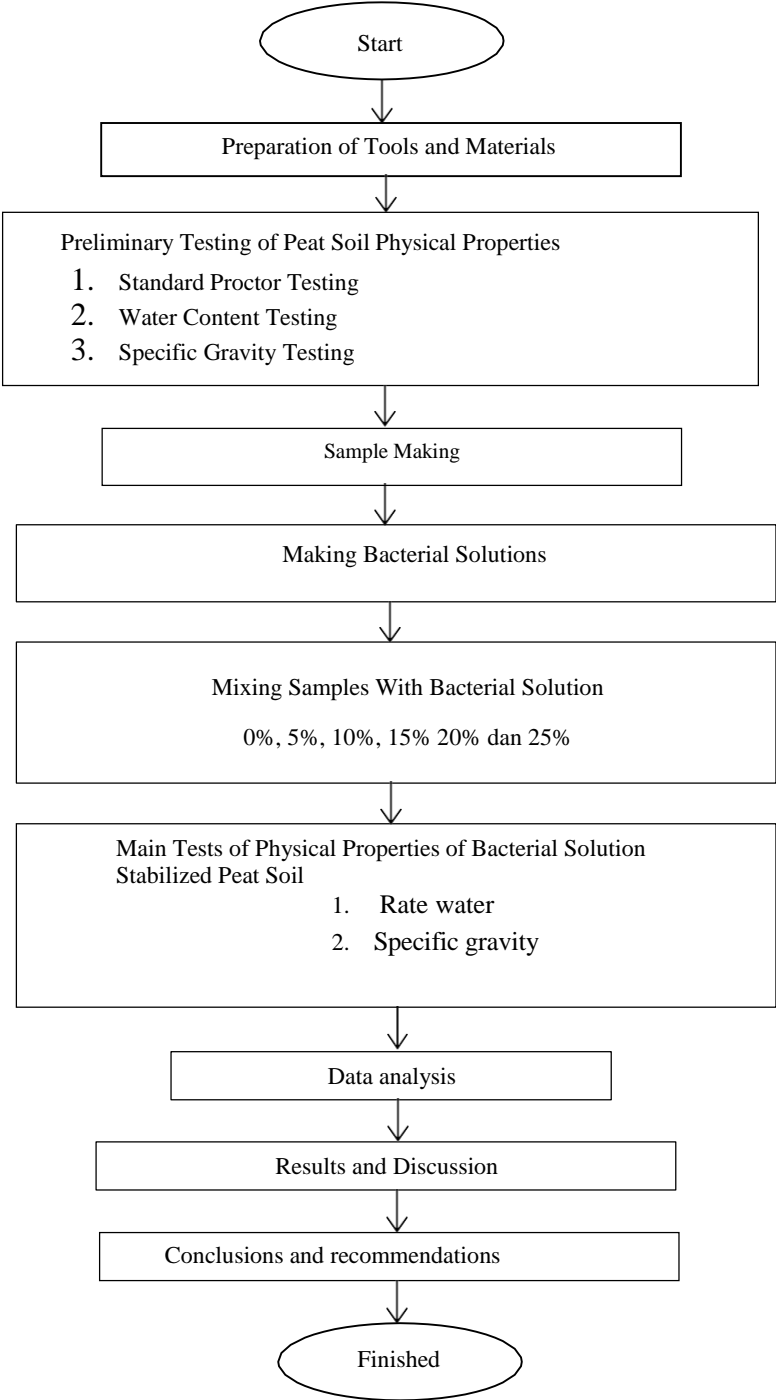 Start
Preparation of Tools and Materials
Preliminary Testing of Peat Soil Physical Properties
1. Standard Proctor Testing
2. Water Content Testing
3. Specific Gravity Testing
Sample Making
Making Bacterial Solutions
Mixing Samples With Bacterial Solution
0%, 5%, 10%, 15% 20% dan 25%
Main Tests of Physical Properties of Bacterial Solution
Stabilized Peat Soil
1. Rate water
2. Specific gravity
Data analysis
Results and Discussion
Conclusions and recommendations
Finished